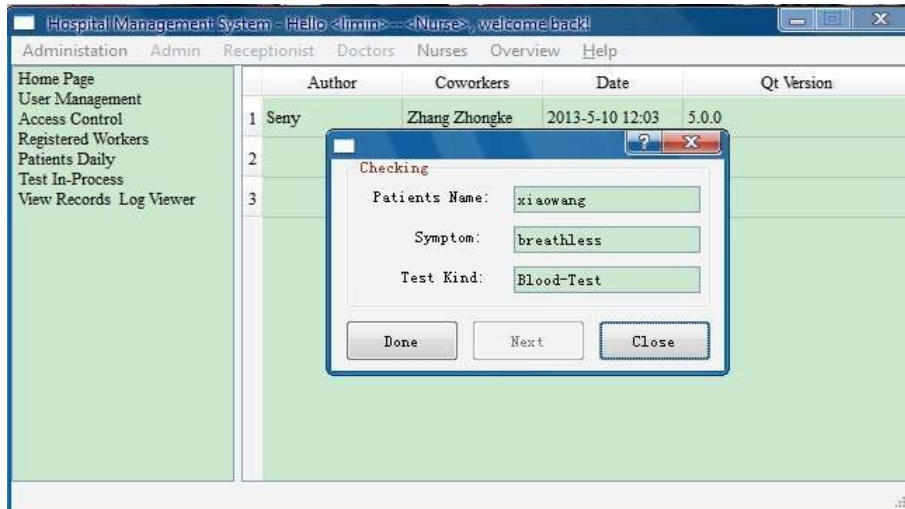 Hospital Management System - Hello <limin>--<Nurse>, welcome back!
Administation Admin Receptionist Doctors Nurses Overview Help
Home Page
User Management
Access Control
Registered Workers
Patients Daily
Test In-Process
View Records Log Viewer
Author Coworkers Date Qt Version
1 Seny Zhang Zhongke 2013-5-10 12:03 5.0.0
2
3
Checking
Patients Name: xiaowang
Symptom: breathless
Test Kind: Blood-Test
Done Next Close